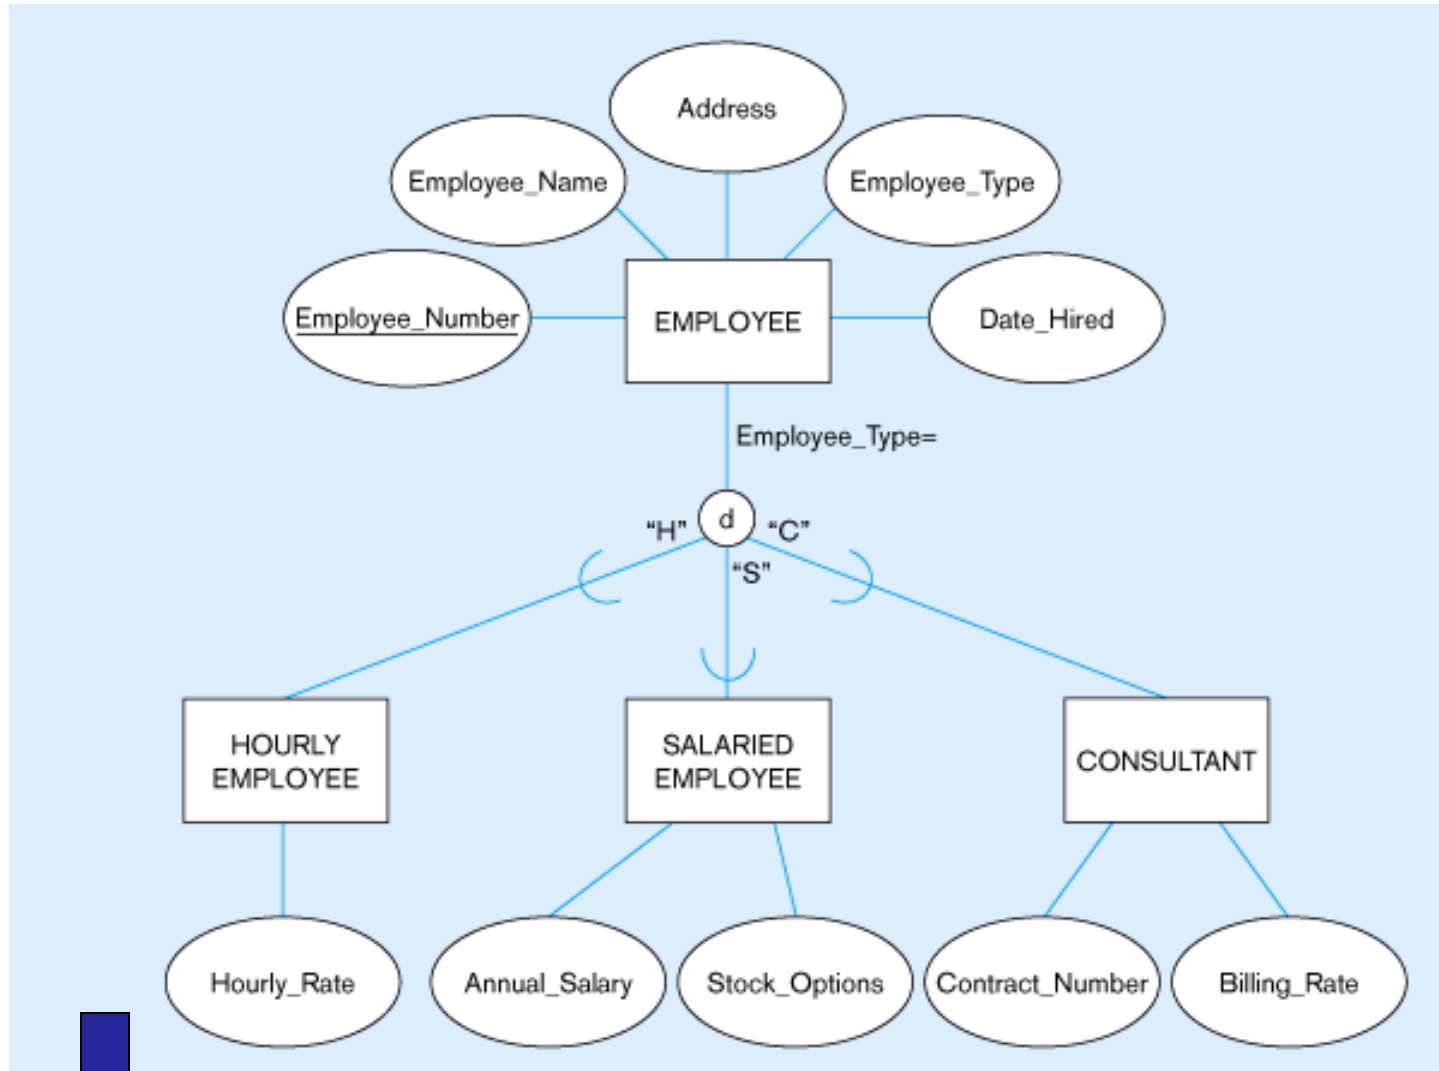 Address
Employee_Name
Employee_Type
Employee_Number
EMPLOYEE
Date_Hired
Employee_Type=
“H”
d
“C”
“S”
HOURLY
EMPLOYEE
SALARIED
EMPLOYEE
CONSULTANT
Hourly_Rate
Annual_Salary
Stock_Options
Contract_Number
Billing_Rate